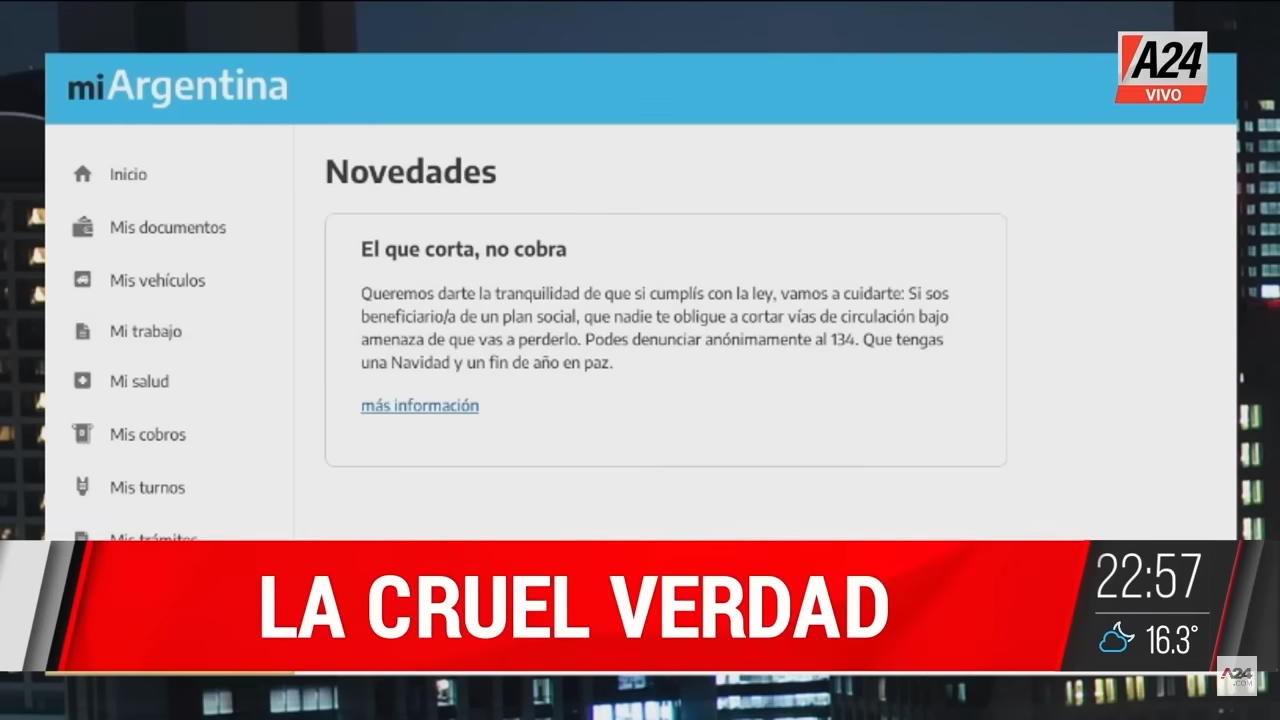 miArgentina
A24
VIVO
Inicio
Mis documentos
Mis vehículos
Mi trabajo
Mi salud
Mis cobros
Mis turnos
Mis trámites
Novedades
El que corta, no cobra
Queremos darte la tranquilidad de que si cumplís con la ley, vamos a cuidarte: Si sos
beneficiario/a de un plan social, que nadie te obligue a cortar vías de circulación bajo
amenaza de que vas a perderlo. Podes denunciar anónimamente al 134. Que tengas
una Navidad y un fin de año en paz.
más información
LA CRUEL VERDAD
22:57
16.3°
A24
.COM